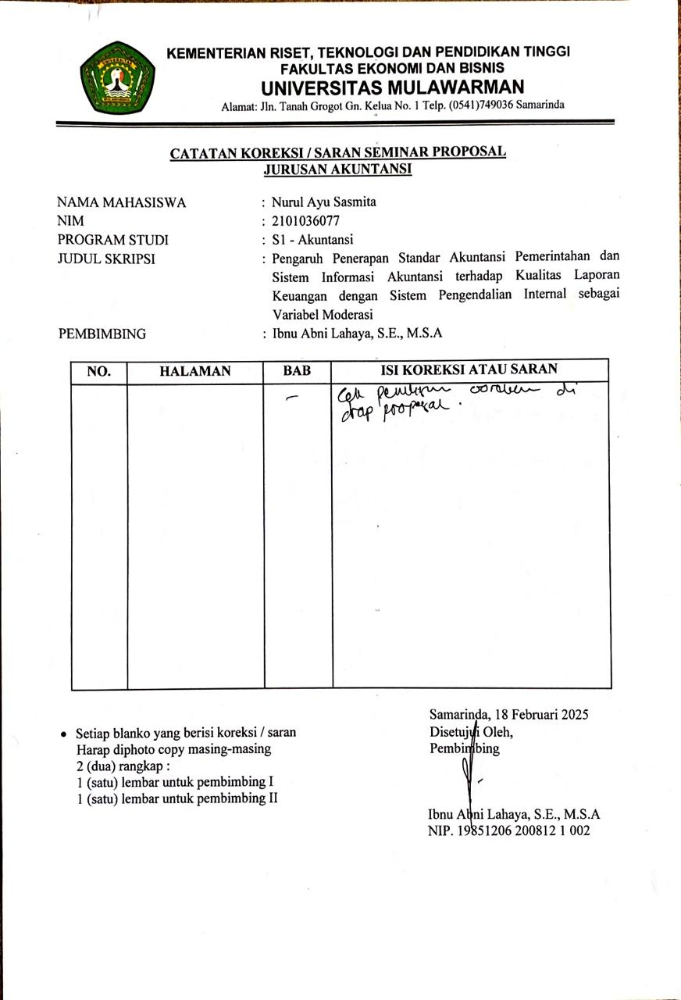 KEMENTERIAN RISET, TEKNOLOGI DAN PENDIDIKAN TINGGI
FAKULTAS EKONOMI DAN BISNIS
UNIVERSITAS MULAWARMAN
Alamat: Jln. Tanah Grogot Gn. Kelua No. 1 Telp. (0541)749036 Samarinda
CATATAN KOREKSI / SARAN SEMINAR PROPOSAL
JURUSAN AKUNTANSI
NAMA MAHASISWA : Nurul Ayu Sasmita
NIM : 2101036077
PROGRAM STUDI : S1 - Akuntansi
JUDUL SKRIPSI : Pengaruh Penerapan Standar Akuntansi Pemerintahan dan
Sistem Informasi Akuntansi terhadap Kualitas Laporan
Keuangan dengan Sistem Pengendalian Internal sebagai
Variabel Moderasi
PEMBIMBING : Ibnu Abni Lahaya, S.E., M.S.A
NO. HALAMAN BAB ISI KOREKSI ATAU SARAN
– di
proposal.
Samarinda, 18 Februari 2025
• Setiap blanko yang berisi koreksi / saran Disetujui Oleh,
Harap diphoto copy masing-masing Pembimbing
2 (dua) rangkap :
1 (satu) lembar untuk pembimbing I
1 (satu) lembar untuk pembimbing II
Ibnu Abni Lahaya, S.E., M.S.A
NIP. 19851206 200812 1 002